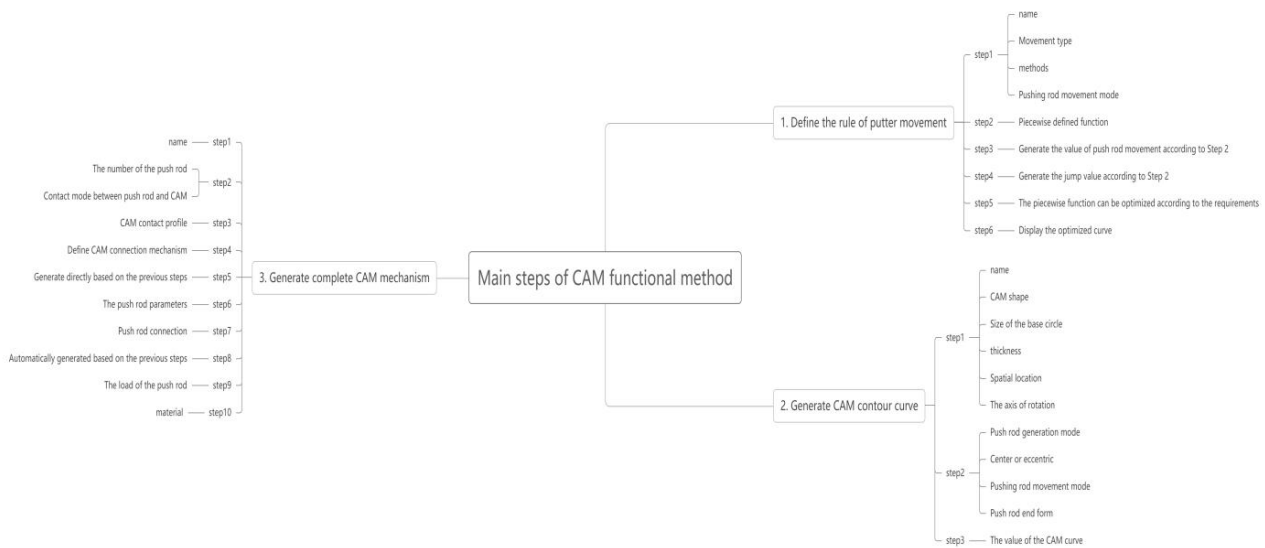 Main steps of CAM functional method
1. Define the rule of putter movement
step1
name
Movement type
methods
Pushing rod movement mode
step2
Piecewise defined function
step3
Generate the value of push rod movement according to Step 2
step4
Generate the jump value according to Step 2
step5
The piecewise function can be optimized according to the requirements
step6
Display the optimized curve
2. Generate CAM contour curve
step1
name
CAM shape
Size of the base circle
thickness
Spatial location
The axis of rotation
step2
Push rod generation mode
Center or eccentric
Pushing rod movement mode
Push rod end form
step3
The value of the CAM curve
3. Generate complete CAM mechanism
name
step1
The number of the push rod
Contact mode between push rod and CAM
step2
CAM contact profile
step3
Define CAM connection mechanism
step4
Generate directly based on the previous steps
step5
The push rod parameters
step6
Push rod connection
step7
Automatically generated based on the previous steps
step8
The load of the push rod
step9
material
step10